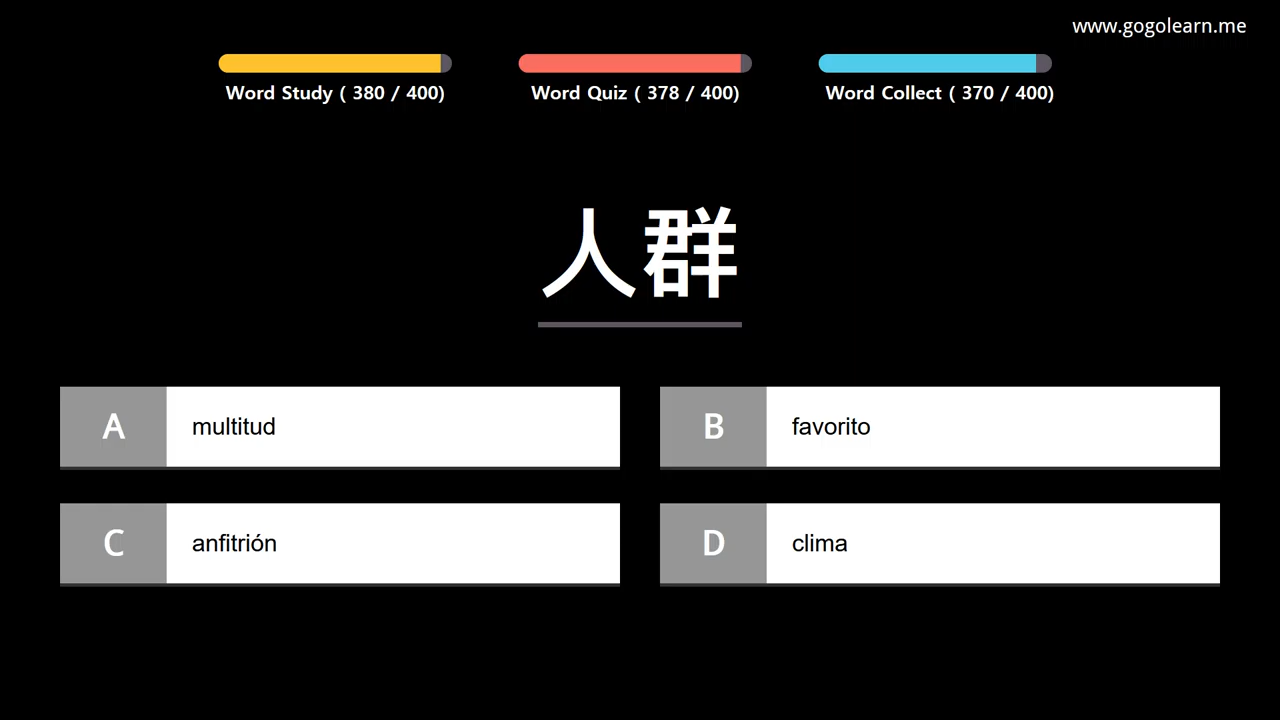 www.gogolearn.me
Word Study ( 380 / 400)
Word Quiz ( 378 / 400)
Word Collect ( 370 / 400)
人群
A multitud
B favorito
C anfitrión
D clima